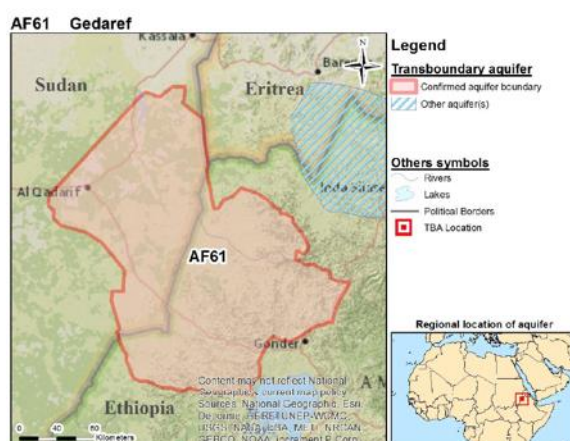 AF61 Gedaref
Kassala
Sudan
Eritrea
N
Al Qadarif
AF61
Gonder
Ethiopia
Content may not reflect National
Geographic's current map policy.
Sources: National Geographic, Esri,
0 20 40 60
Kilometers
Legend
Transboundary aquifer
Confirmed aquifer boundary
Other aquifer(s)
Others symbols
Rivers
Lakes
Political Borders
TBA Location
Regional location of aquifer